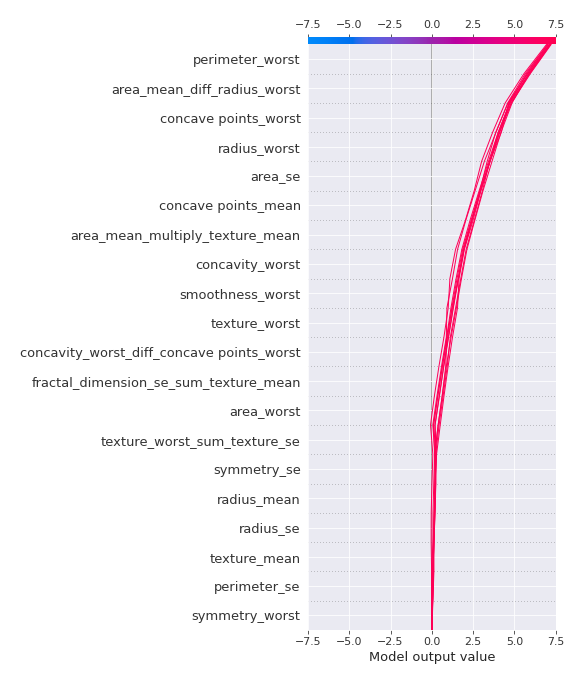 −7.5 −5.0 −2.5 0.0 2.5 5.0 7.5
perimeter_worst
area_mean_diff_radius_worst
concave points_worst
radius_worst
area_se
concave points_mean
area_mean_multiply_texture_mean
concavity_worst
smoothness_worst
texture_worst
concavity_worst_diff_concave points_worst
fractal_dimension_se_sum_texture_mean
area_worst
texture_worst_sum_texture_se
symmetry_se
radius_mean
radius_se
texture_mean
perimeter_se
symmetry_worst
−7.5 −5.0 −2.5 0.0 2.5 5.0 7.5
Model output value